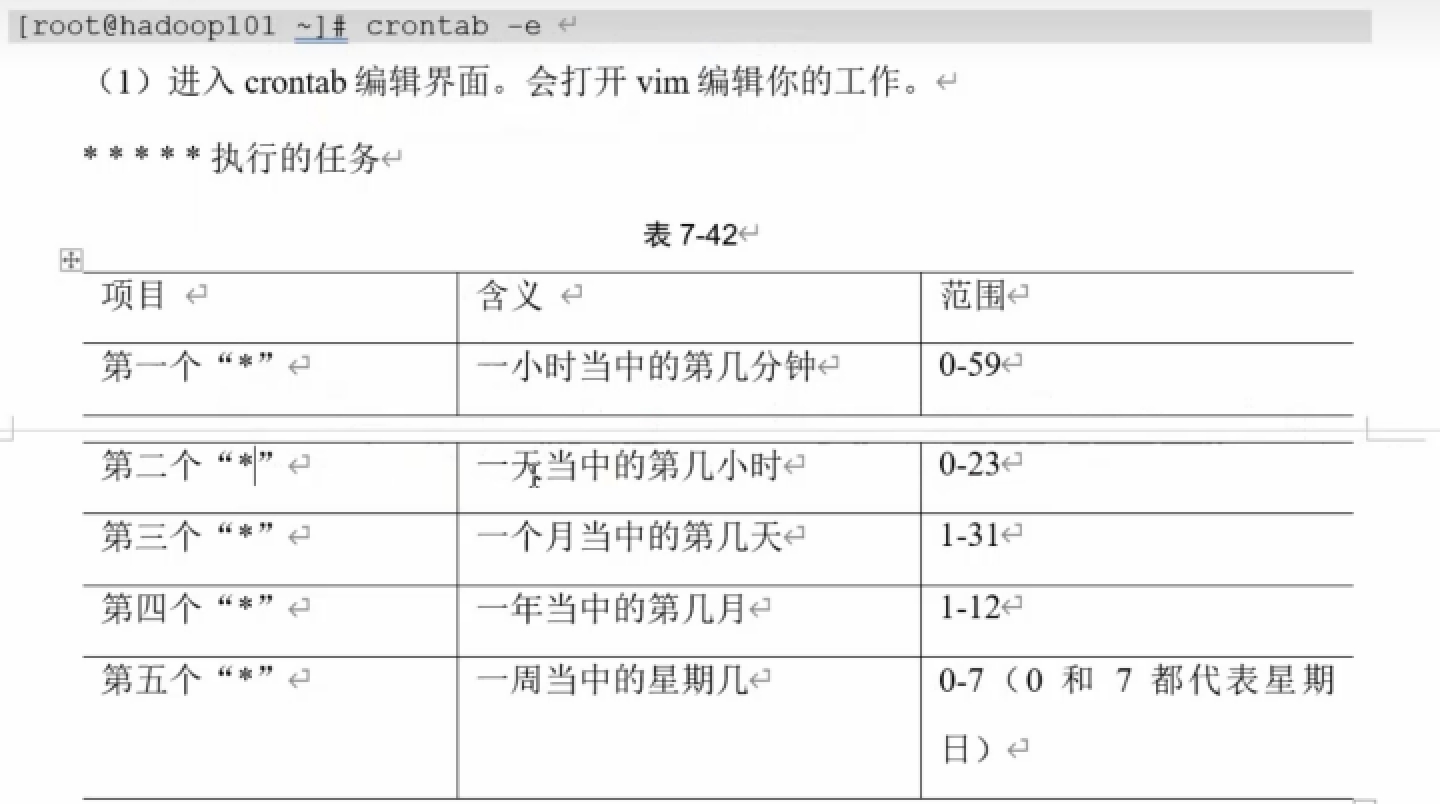 [root@hadoop101 ~]# crontab -e
（1）进入 crontab 编辑界面。会打开 vim 编辑你的工作。
* * * * * 执行的任务
表 7-42
项目 含义 范围
第一个“*” 一小时当中的第几分钟 0-59
第二个“*” 一天当中的第几小时 0-23
第三个“*” 一个月当中的第几天 1-31
第四个“*” 一年当中的第几月 1-12
第五个“*” 一周当中的星期几 0-7（0 和 7 都代表星期
日）